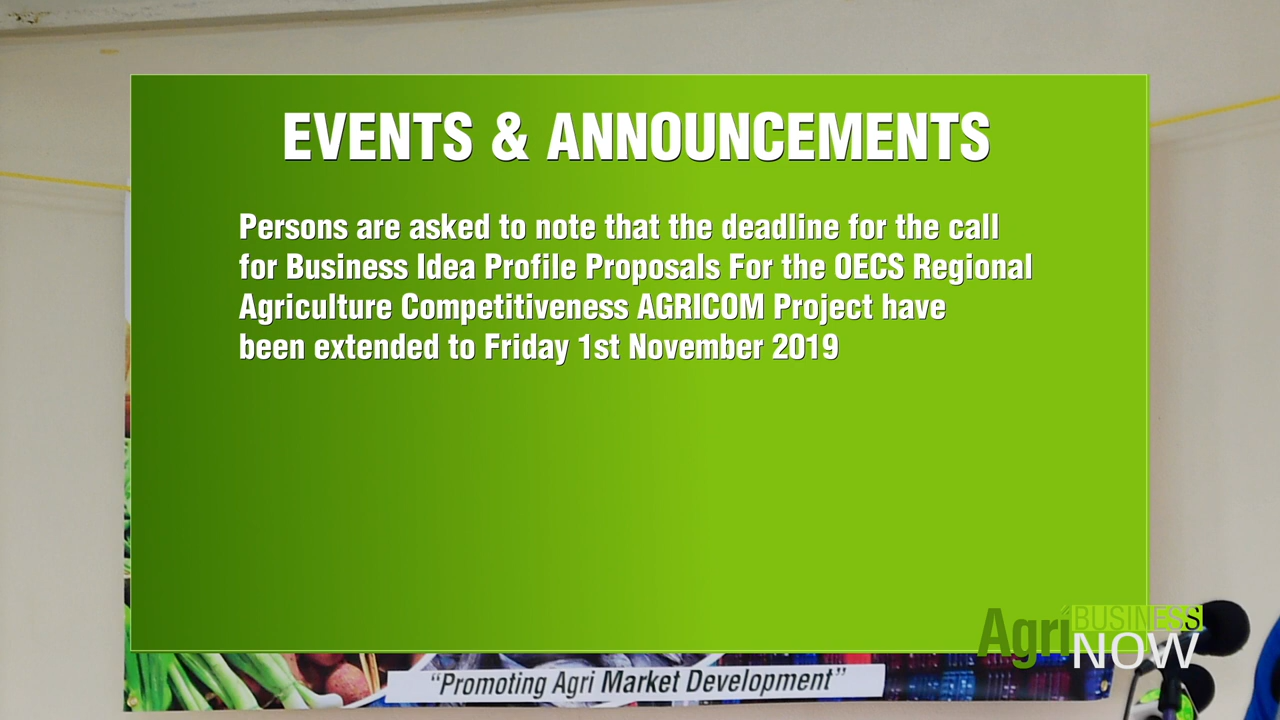 EVENTS & ANNOUNCEMENTS
Persons are asked to note that the deadline for the call
for Business Idea Profile Proposals For the OECS Regional
Agriculture Competitiveness AGRICOM Project have
been extended to Friday 1st November 2019
Agri BUSINESS
NOW
“Promoting Agri Market Development”